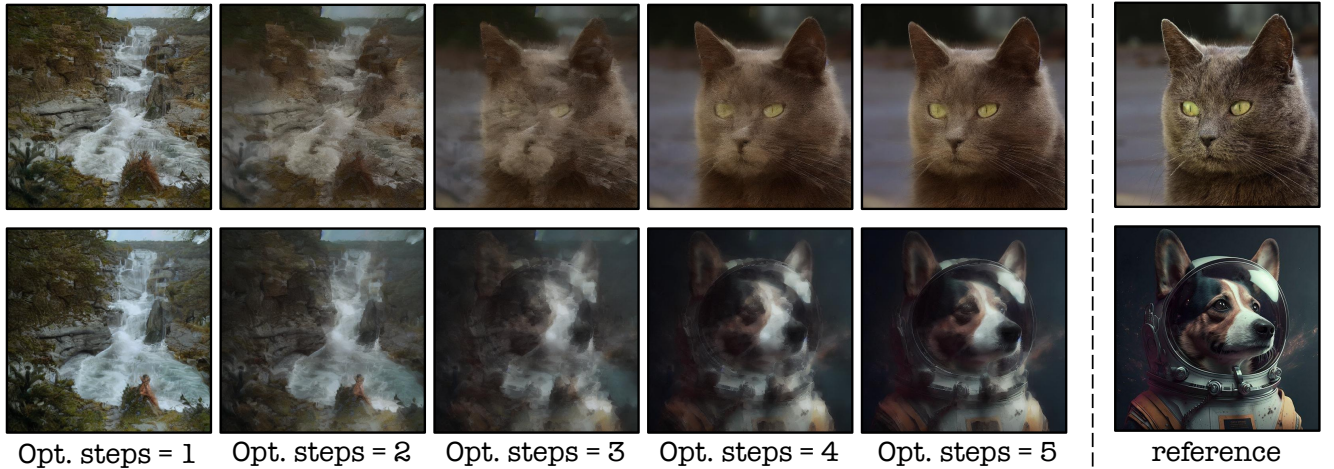 Opt. steps = 1 Opt. steps = 2 Opt. steps = 3 Opt. steps = 4 Opt. steps = 5 reference